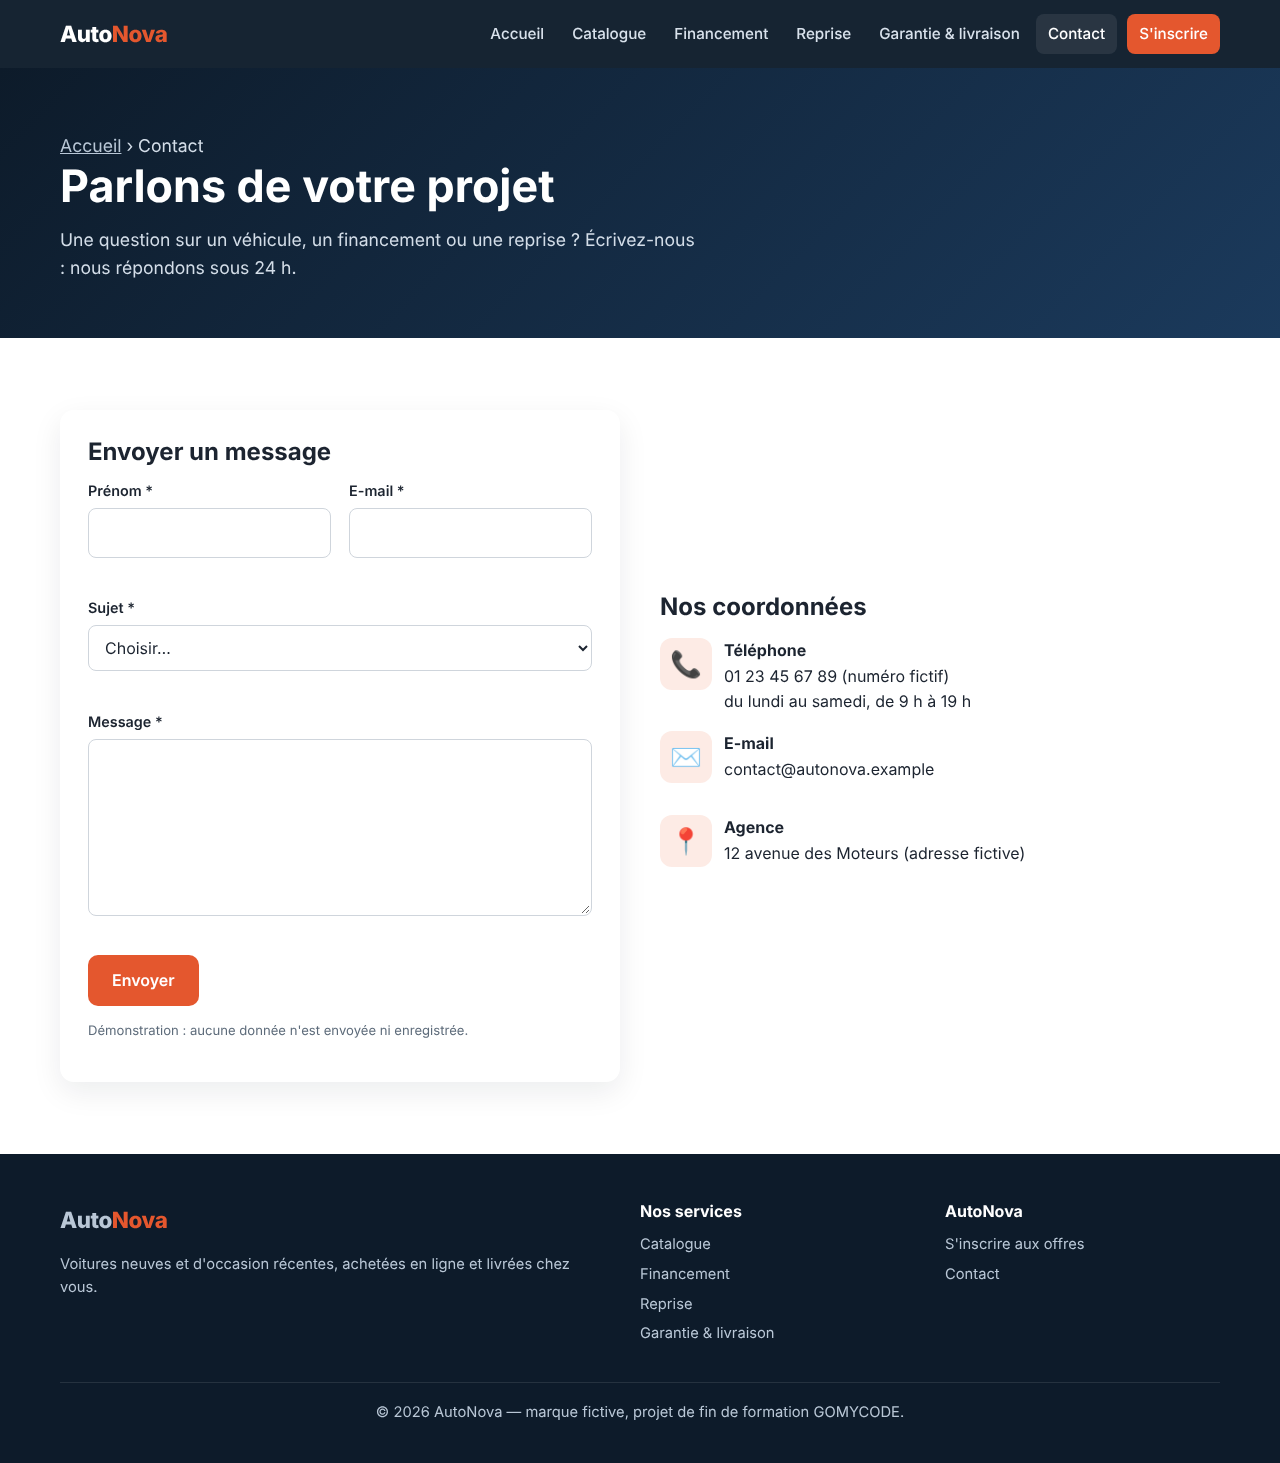 AutoNova
Accueil
Catalogue
Financement
Reprise
Garantie & livraison
Contact
S'inscrire
Accueil › Contact
Parlons de votre projet
Une question sur un véhicule, un financement ou une reprise ? Écrivez-nous
: nous répondons sous 24 h.
Envoyer un message
Prénom *
E-mail *
Sujet *
Choisir...
Message *
Envoyer
Démonstration : aucune donnée n'est envoyée ni enregistrée.
Nos coordonnées
Téléphone
01 23 45 67 89 (numéro fictif)
du lundi au samedi, de 9 h à 19 h
E-mail
contact@autonova.example
Agence
12 avenue des Moteurs (adresse fictive)
AutoNova
Voitures neuves et d'occasion récentes, achetées en ligne et livrées chez
vous.
Nos services
Catalogue
Financement
Reprise
Garantie & livraison
AutoNova
S'inscrire aux offres
Contact
© 2026 AutoNova — marque fictive, projet de fin de formation GOMYCODE.